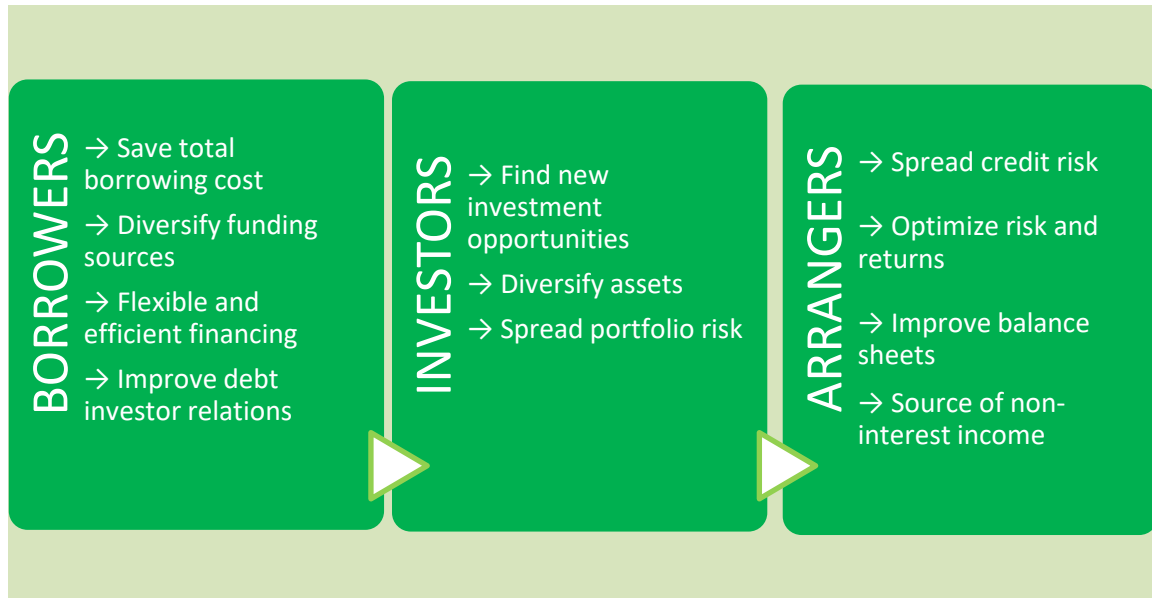 BORROWERS
→ Save total
borrowing cost
→ Diversify funding
sources
→ Flexible and
efficient financing
→ Improve debt
investor relations
INVESTORS
→ Find new
investment
opportunities
→ Diversify assets
→ Spread portfolio risk
ARRANGERS
→ Spread credit risk
→ Optimize risk and
returns
→ Improve balance
sheets
→ Source of non-
interest income